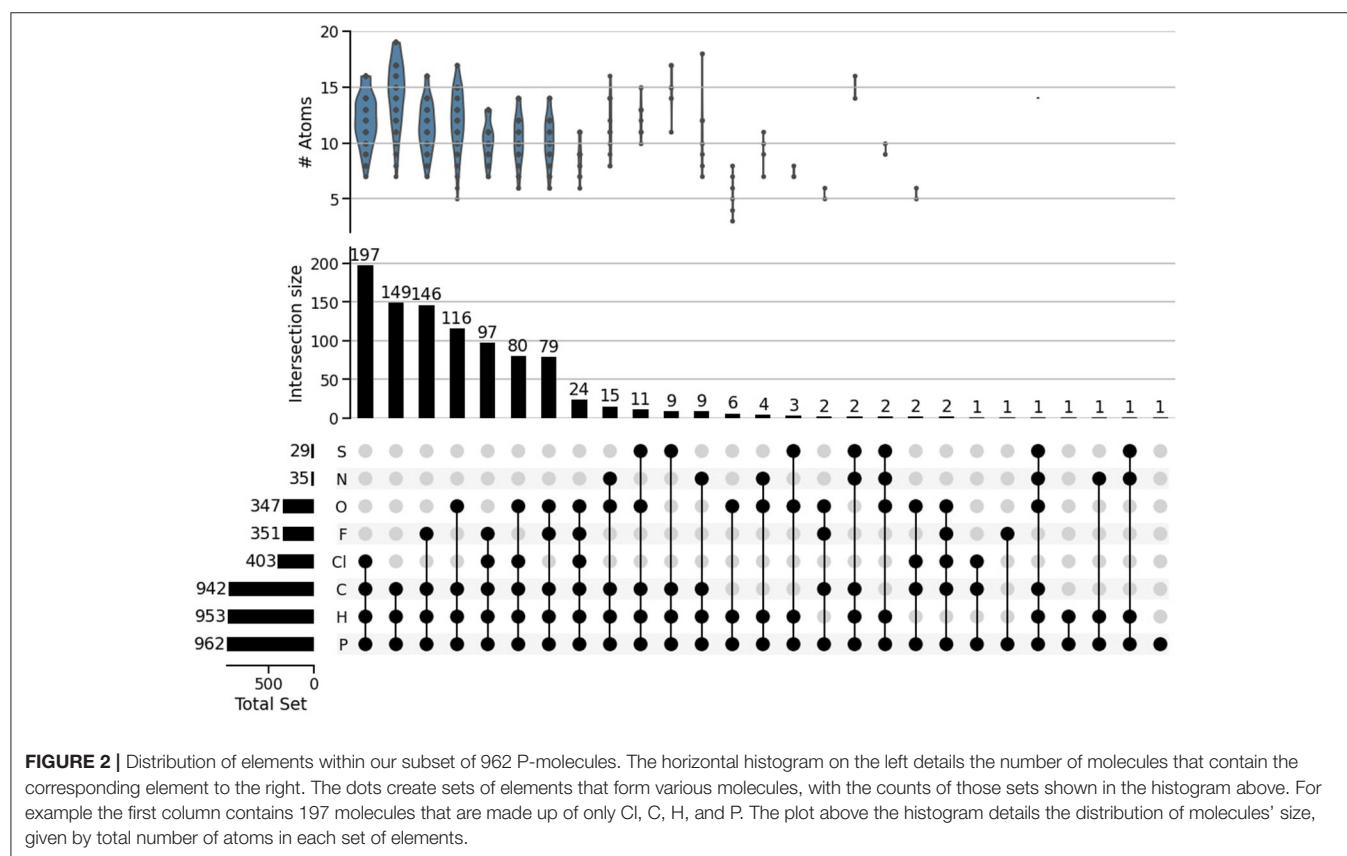 20
15
10
5
# Atoms
197
149 146
116
97
80
79
24
15
11
9
9
6
4
3
2
2
2
2
2
1
1
1
1
1
1
1
200
150
100
50
0
Intersection size
29 S
35 N
347 O
351 F
403 Cl
942 C
953 H
962 P
500 0
Total Set
FIGURE 2 | Distribution of elements within our subset of 962 P-molecules. The horizontal histogram on the left details the number of molecules that contain the
corresponding element to the right. The dots create sets of elements that form various molecules, with the counts of those sets shown in the histogram above. For
example the first column contains 197 molecules that are made up of only Cl, C, H, and P. The plot above the histogram details the distribution of molecules' size,
given by total number of atoms in each set of elements.